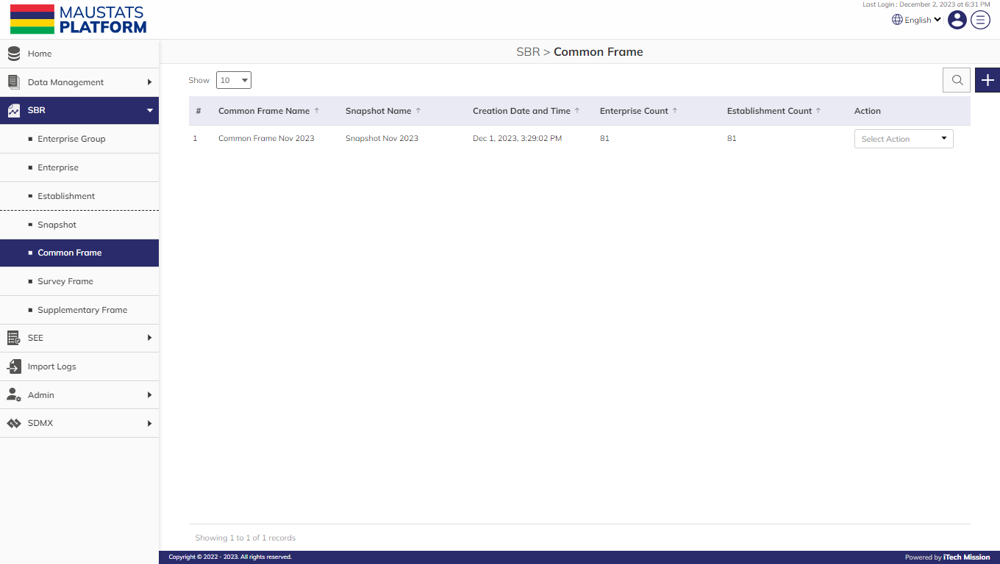 Last Login : December 2, 2023 at 6:31 PM
MAUSTATS
PLATFORM
English
Home
Data Management
SBR
Enterprise Group
Enterprise
Establishment
Snapshot
Common Frame
Survey Frame
Supplementary Frame
SEE
Import Logs
Admin
SDMX
SBR > Common Frame
Show 10
# Common Frame Name ↑ Snapshot Name ↑ Creation Date and Time ↑ Enterprise Count ↑ Establishment Count ↑ Action
1 Common Frame Nov 2023 Snapshot Nov 2023 Dec 1, 2023, 3:29:02 PM 81 81 Select Action
Showing 1 to 1 of 1 records
Copyright © 2022 - 2023. All rights reserved. Powered by iTech Mission